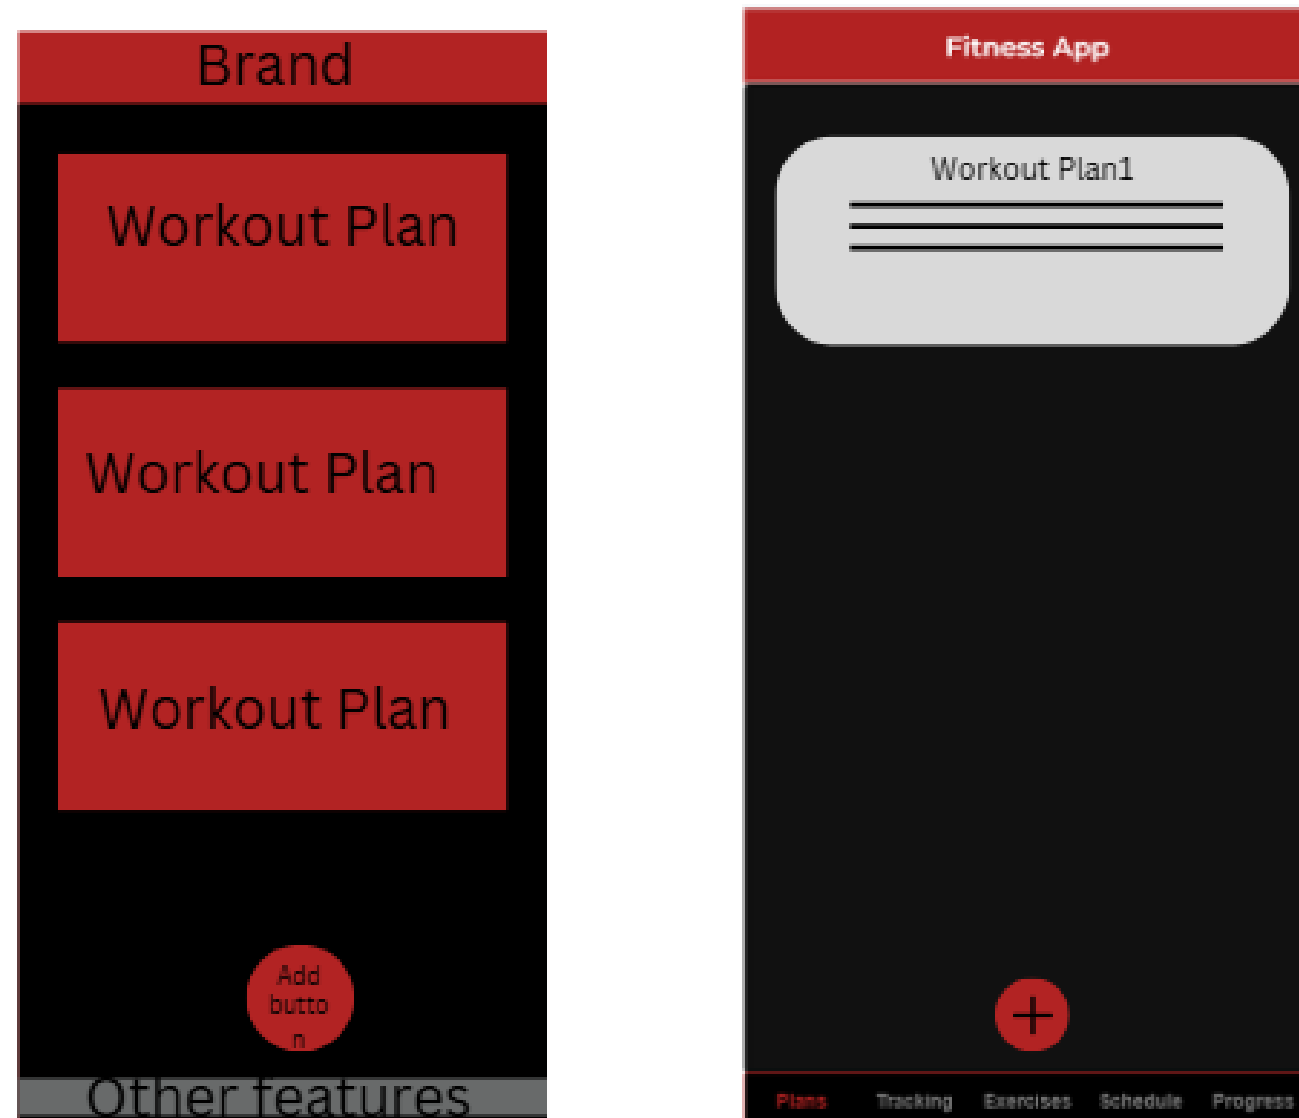 Brand
Workout Plan
Workout Plan
Workout Plan
Add
butto
n
Other features
Fitness App
Workout Plan1
Plans Tracking Exercises Schedule Progress